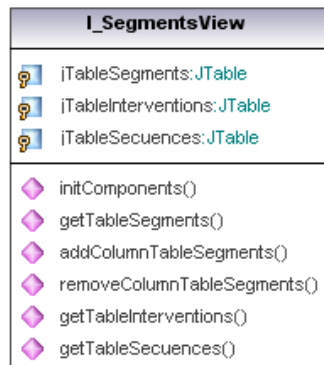 I_SegmentsView
jTableSegments:JTable
jTableInterventions:JTable
jTableSecuences:JTable
initComponents()
getTableSegments()
addColumnTableSegments()
removeColumnTableSegments()
getTableInterventions()
getTableSecuences()